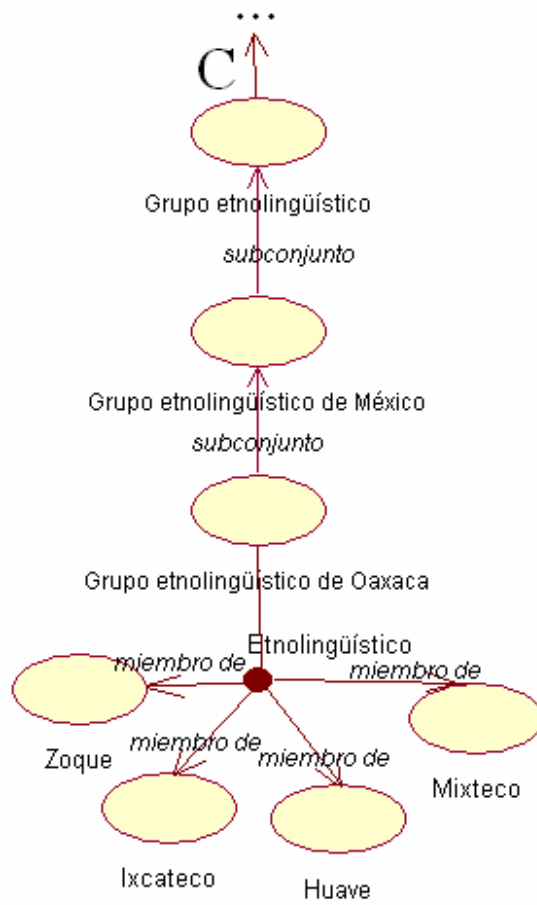 ...
C
Grupo etnolingüístico
subconjunto
Grupo etnolingüístico de México
subconjunto
Grupo etnolingüístico de Oaxaca
Etnolingüístico
miembro de
miembro de
Zoque
miembro de
miembro de
Mixteco
Ixcateco
Huave